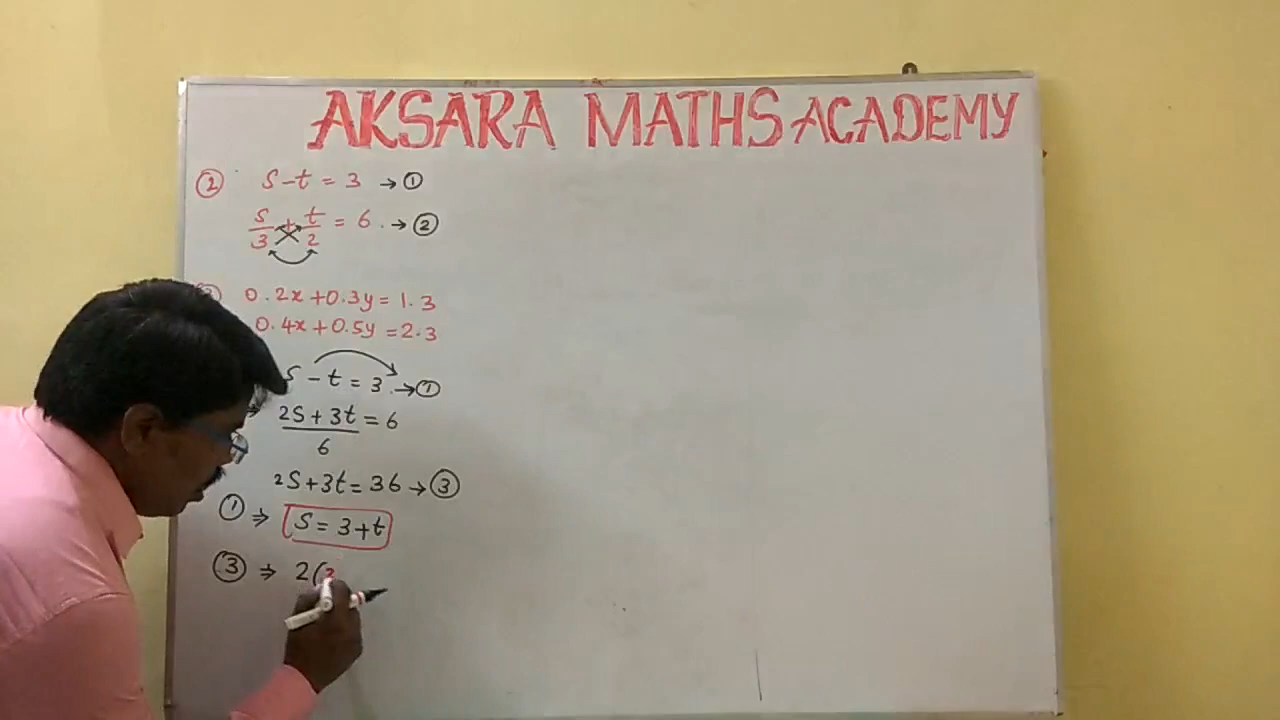 AKSARA MATHS ACADEMY
② s-t = 3 → ①
s/3 + t/2 = 6. → ②
0.2x+0.3y = 1.3
0.4x+0.5y = 2.3
s - t = 3 → ①
⇒ 2s + 3t / 6 = 6
2s+3t = 36 → ③
① ⇒ s = 3+t
③ ⇒ 2(3